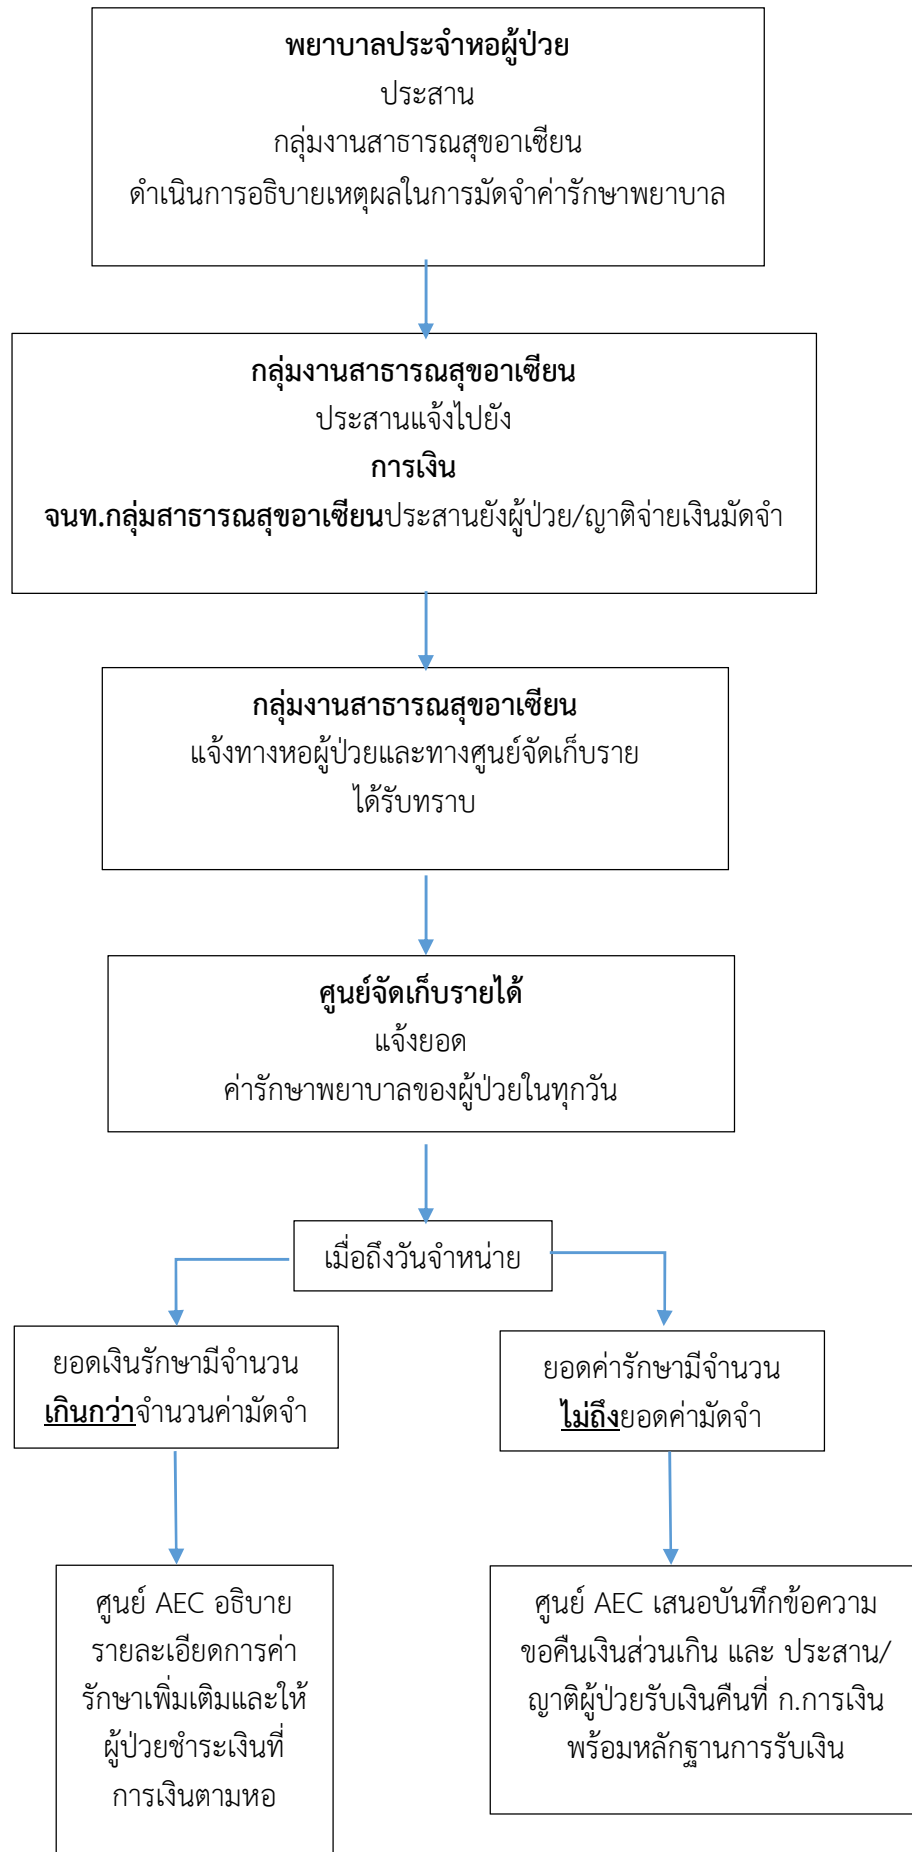 พยาบาลประจำหอผู้ป่วย
ประสาน
กลุ่มงานสาธารณสุขอาเซียน
ดำเนินการอธิบายเหตุผลในการมัดจำค่ารักษาพยาบาล
กลุ่มงานสาธารณสุขอาเซียน
ประสานแจ้งไปยัง
การเงิน
จนท.กลุ่มสาธารณสุขอาเซียนประสานยังผู้ป่วย/ญาติจ่ายเงินมัดจำ
กลุ่มงานสาธารณสุขอาเซียน
แจ้งทางหอผู้ป่วยและทางศูนย์จัดเก็บราย
ได้รับทราบ
ศูนย์จัดเก็บรายได้
แจ้งยอด
ค่ารักษาพยาบาลของผู้ป่วยในทุกวัน
เมื่อถึงวันจำหน่าย
ยอดเงินรักษามีจำนวน
เกินกว่าจำนวนค่ามัดจำ
ยอดค่ารักษามีจำนวน
ไม่ถึงยอดค่ามัดจำ
ศูนย์ AEC อธิบาย
รายละเอียดการค่า
รักษาเพิ่มเติมและให้
ผู้ป่วยชำระเงินที่
การเงินตามหอ
ศูนย์ AEC เสนอบันทึกข้อความ
ขอคืนเงินส่วนเกิน และ ประสาน/
ญาติผู้ป่วยรับเงินคืนที่ ก.การเงิน
พร้อมหลักฐานการรับเงิน